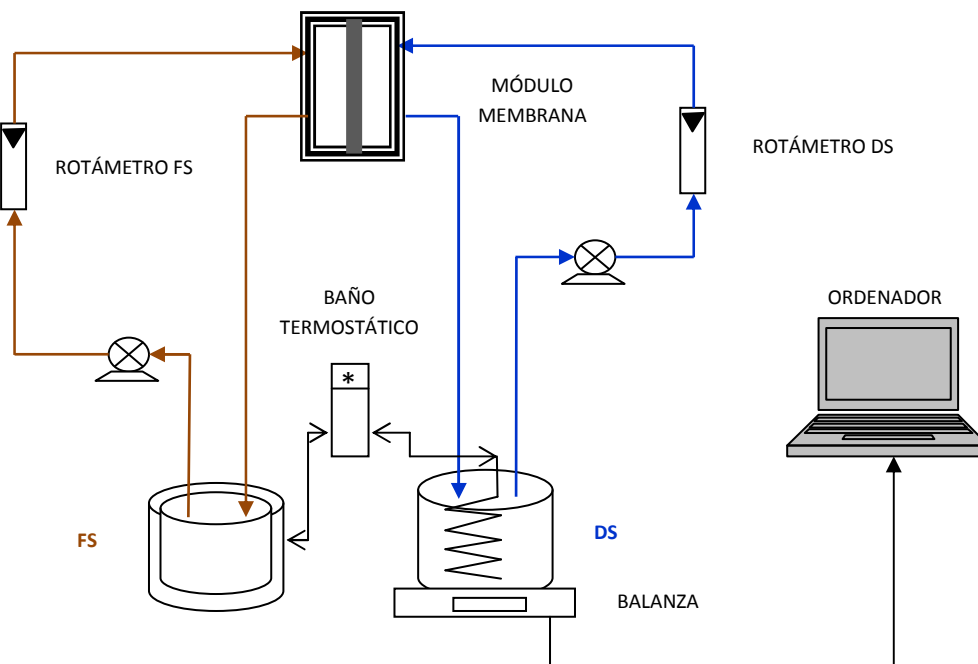 MÓDULO
MEMBRANA
ROTÁMETRO FS
ROTÁMETRO DS
BAÑO
TERMOSTÁTICO
ORDENADOR
*
FS
DS
BALANZA